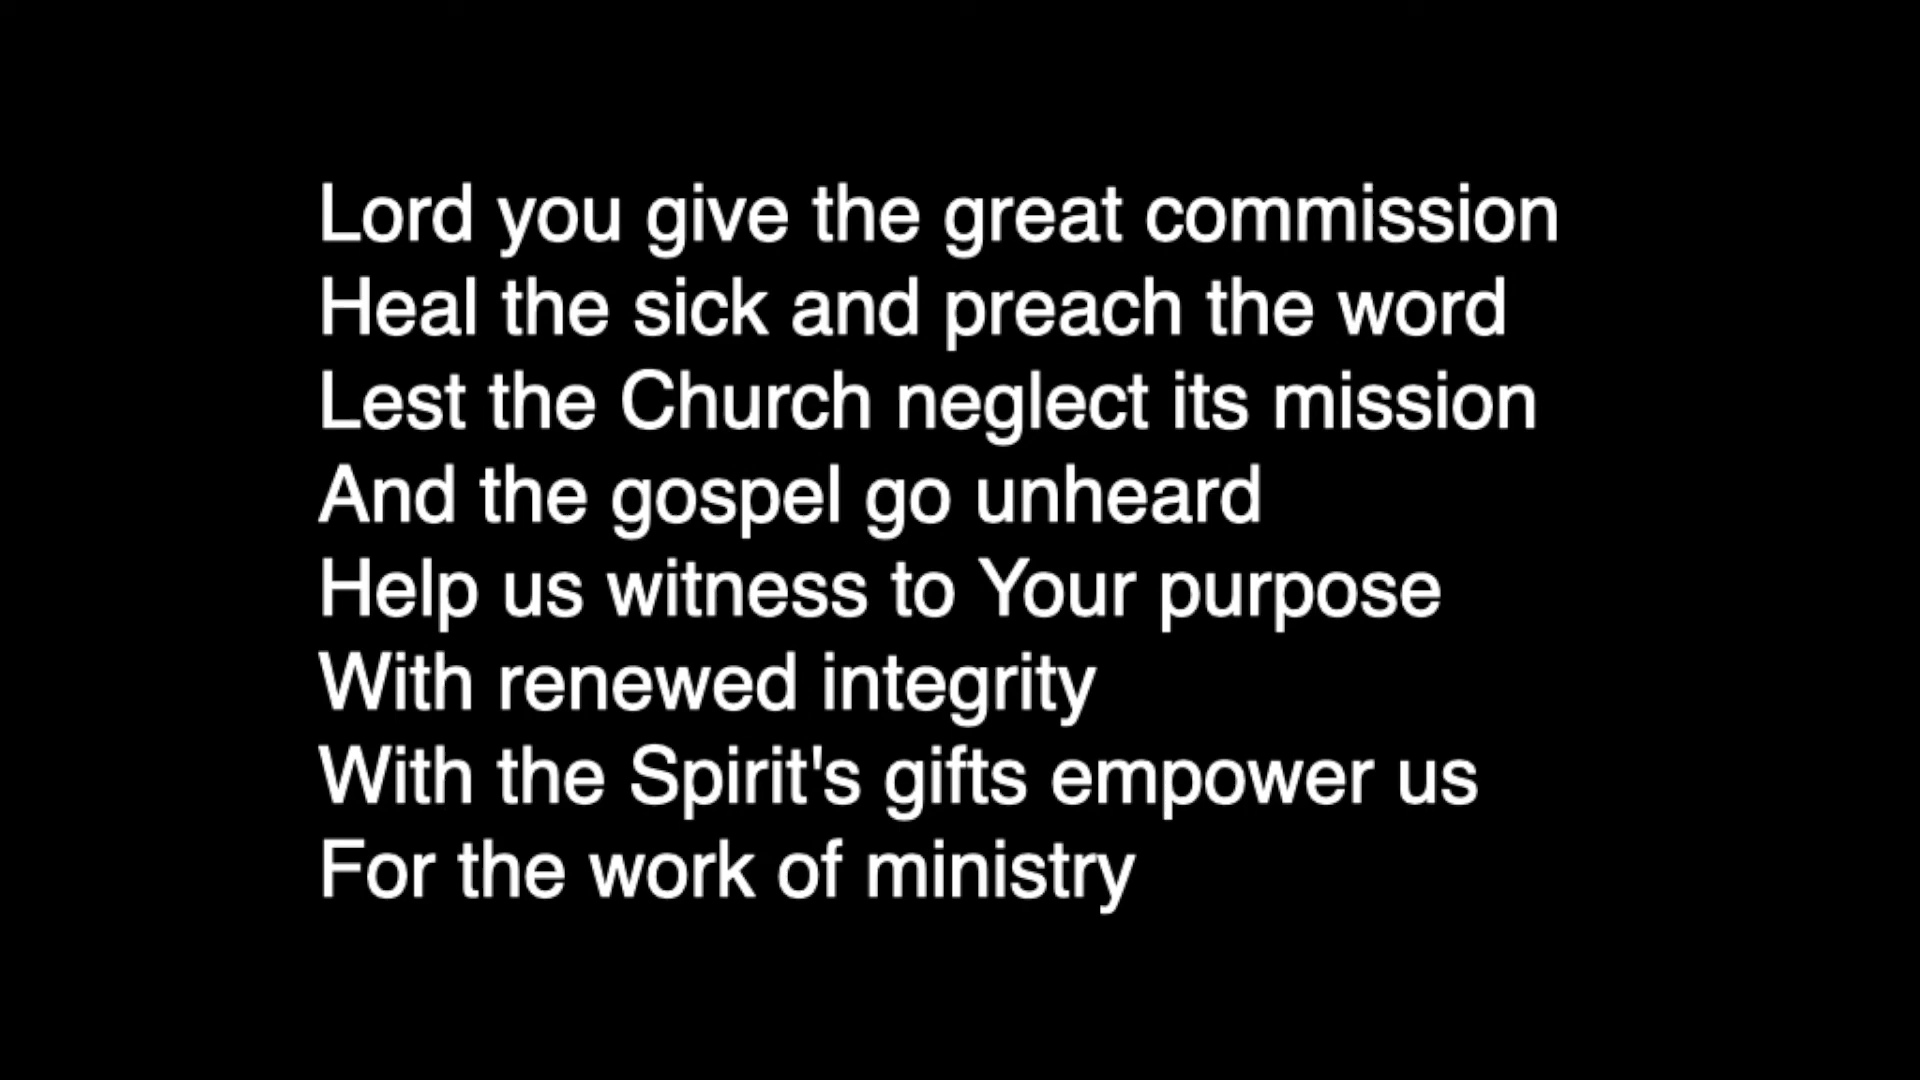 Lord you give the great commission
Heal the sick and preach the word
Lest the Church neglect its mission
And the gospel go unheard
Help us witness to Your purpose
With renewed integrity
With the Spirit's gifts empower us
For the work of ministry